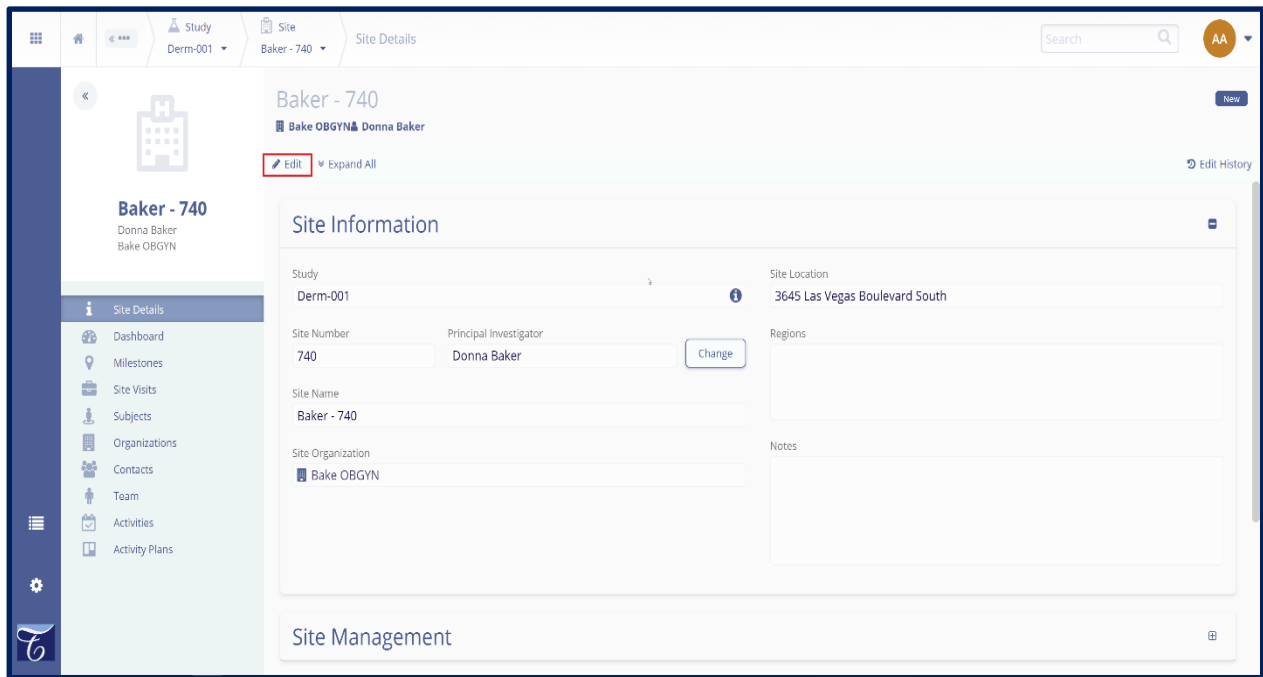 Study
Derm-001
Site
Baker - 740
Site Details
Search
AA
Baker - 740
Donna Baker
Bake OBGYN
Site Details
Dashboard
Milestones
Site Visits
Subjects
Organizations
Contacts
Team
Activities
Activity Plans
Baker - 740
New
Bake OBGYN Donna Baker
Edit
Expand All
Edit History
Site Information
Study
Derm-001
Site Number
740
Principal Investigator
Donna Baker
Change
Site Name
Baker - 740
Site Organization
Bake OBGYN
Site Location
3645 Las Vegas Boulevard South
Regions
Notes
Site Management